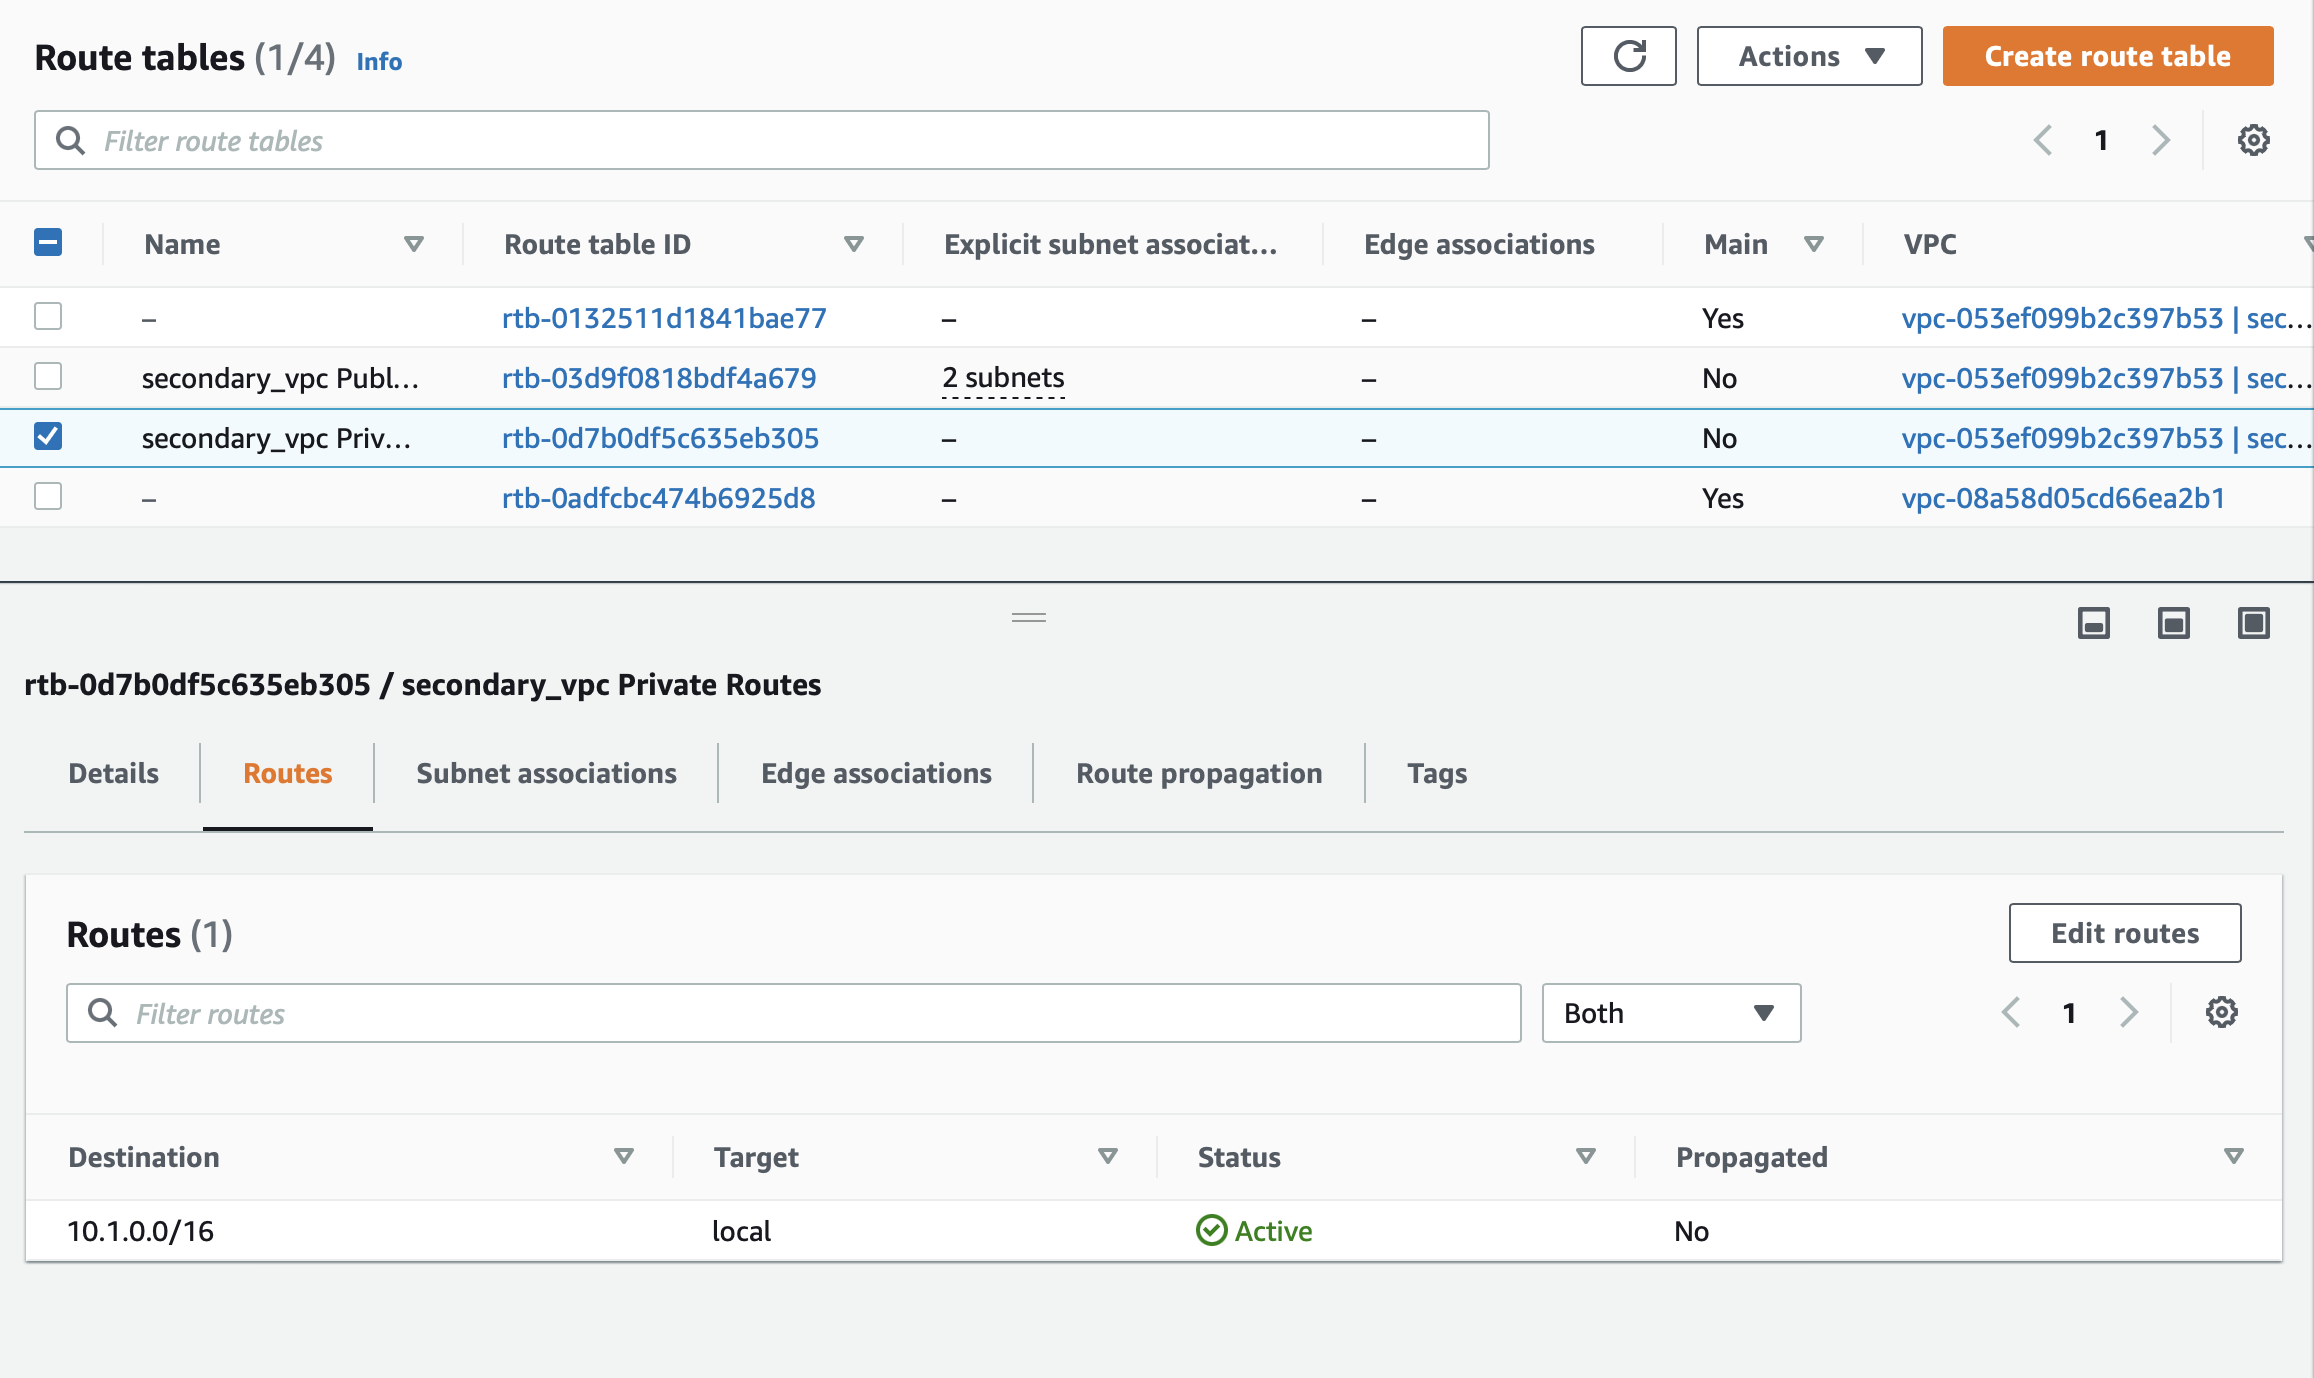 Route tables (1/4) Info
Actions
Create route table
Filter route tables
1
Name Route table ID Explicit subnet associat... Edge associations Main VPC
– rtb-0132511d1841bae77 – – Yes vpc-053ef099b2c397b53 | sec...
secondary_vpc Publ... rtb-03d9f0818bdf4a679 2 subnets – No vpc-053ef099b2c397b53 | sec...
secondary_vpc Priv... rtb-0d7b0df5c635eb305 – – No vpc-053ef099b2c397b53 | sec...
– rtb-0adfcbc474b6925d8 – – Yes vpc-08a58d05cd66ea2b1
rtb-0d7b0df5c635eb305 / secondary_vpc Private Routes
Details Routes Subnet associations Edge associations Route propagation Tags
Routes (1)
Edit routes
Filter routes
Both
1
Destination Target Status Propagated
10.1.0.0/16 local Active No